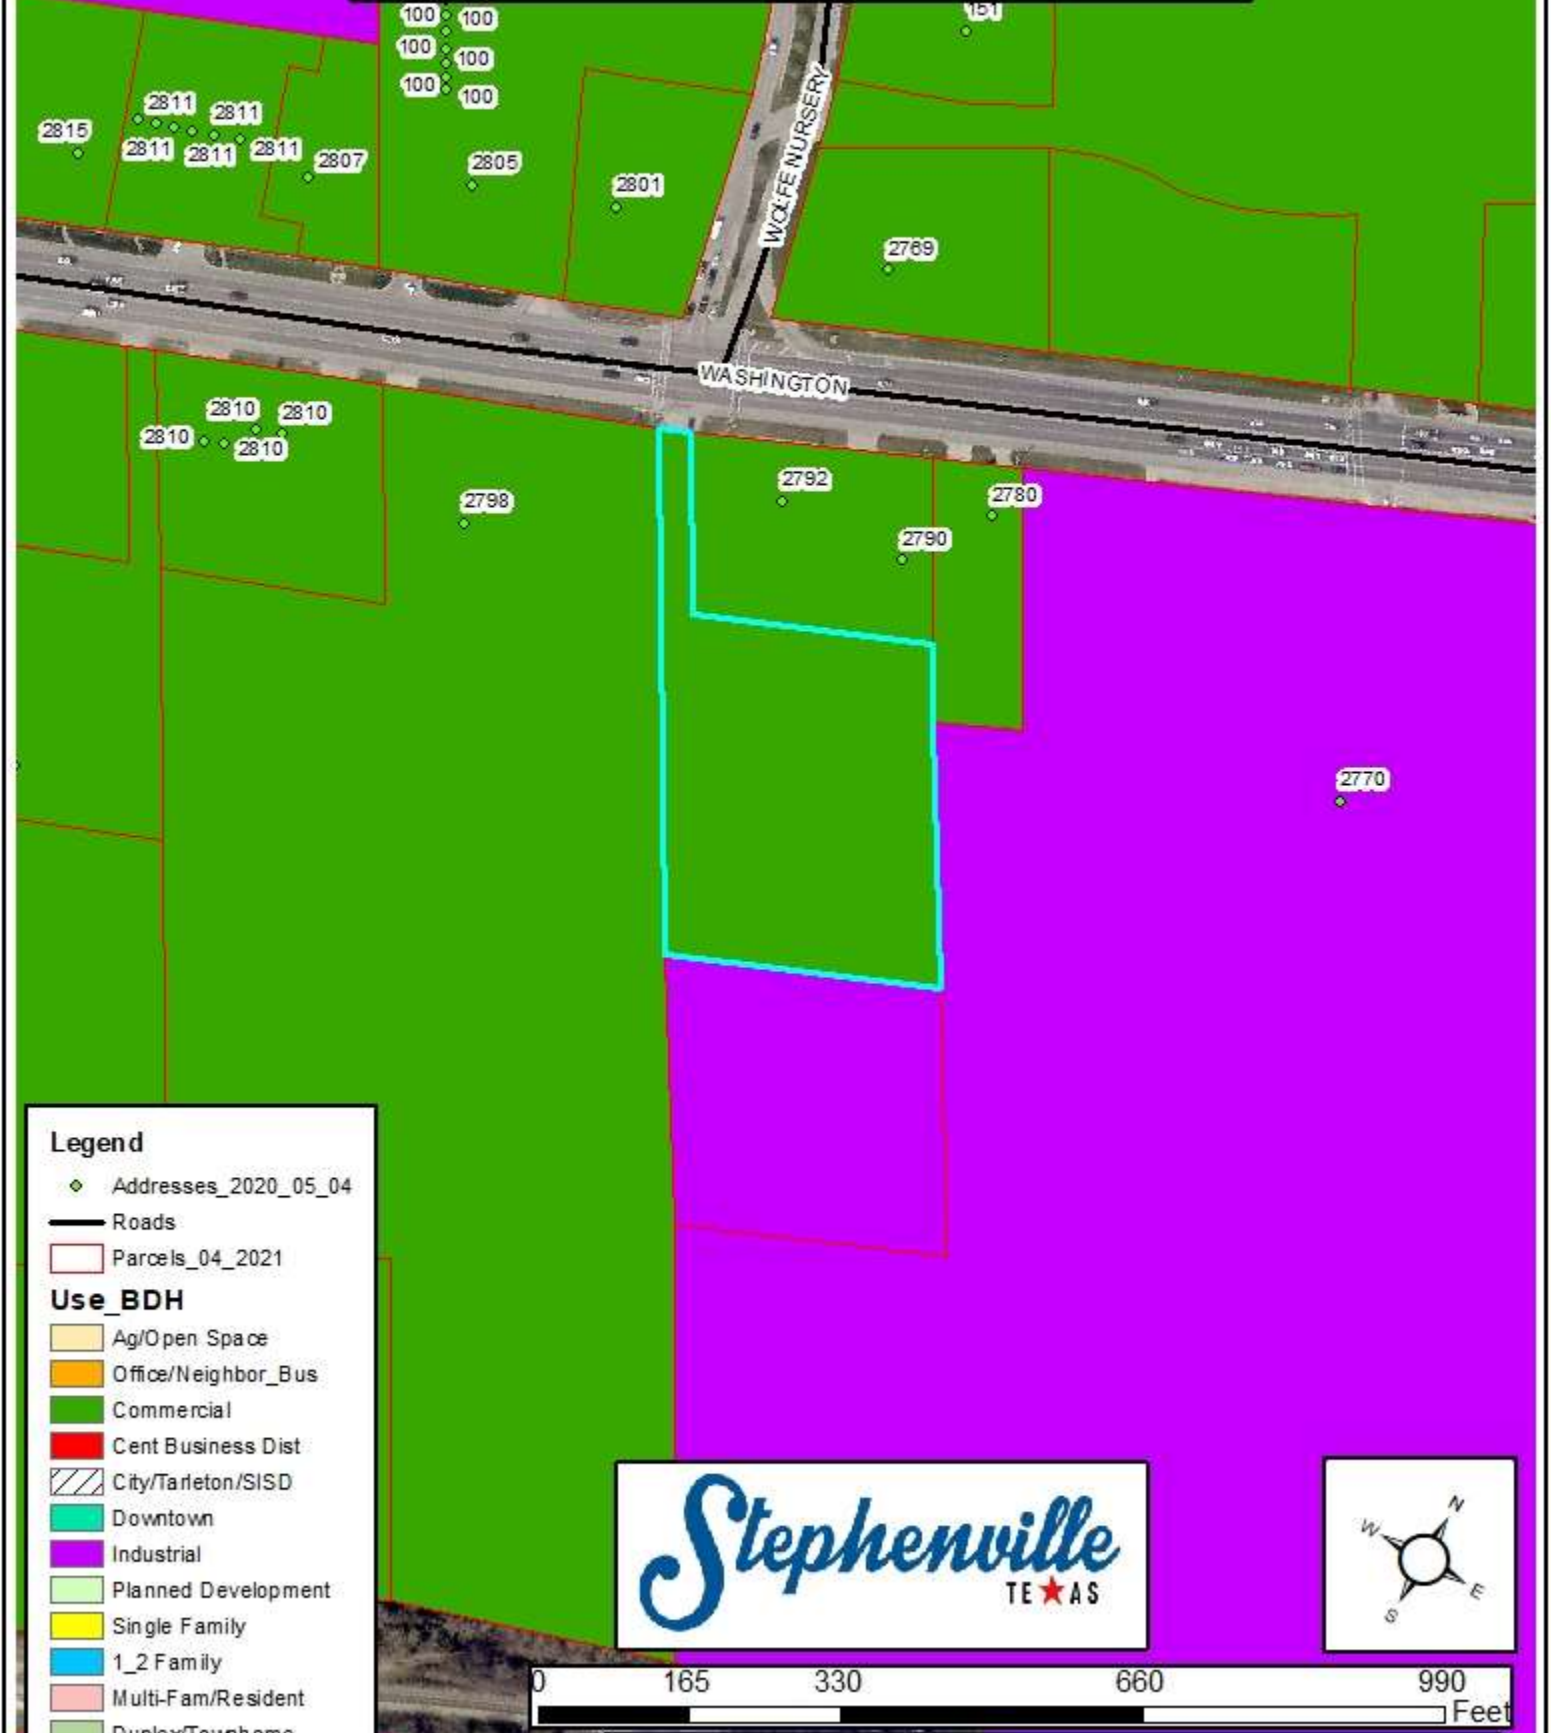 100 100
151
100 100
100 100
2811 2811
2815
2811 2811 2811
2807
2805
2801
WOLFE NURSERY
2769
WASHINGTON
2810 2810
2810 2810
2798
2792
2780
2790
2770
Legend
Addresses_2020_05_04
Roads
Parcels_04_2021
Use_BDH
Ag/Open Space
Office/Neighbor_Bus
Commercial
Cent Business Dist
City/Tarleton/SISD
Downtown
Industrial
Planned Development
Single Family
1_2 Family
Multi-Fam/Resident
Stephenville
TEXAS
N
W
E
S
0 165 330 660 990
Feet